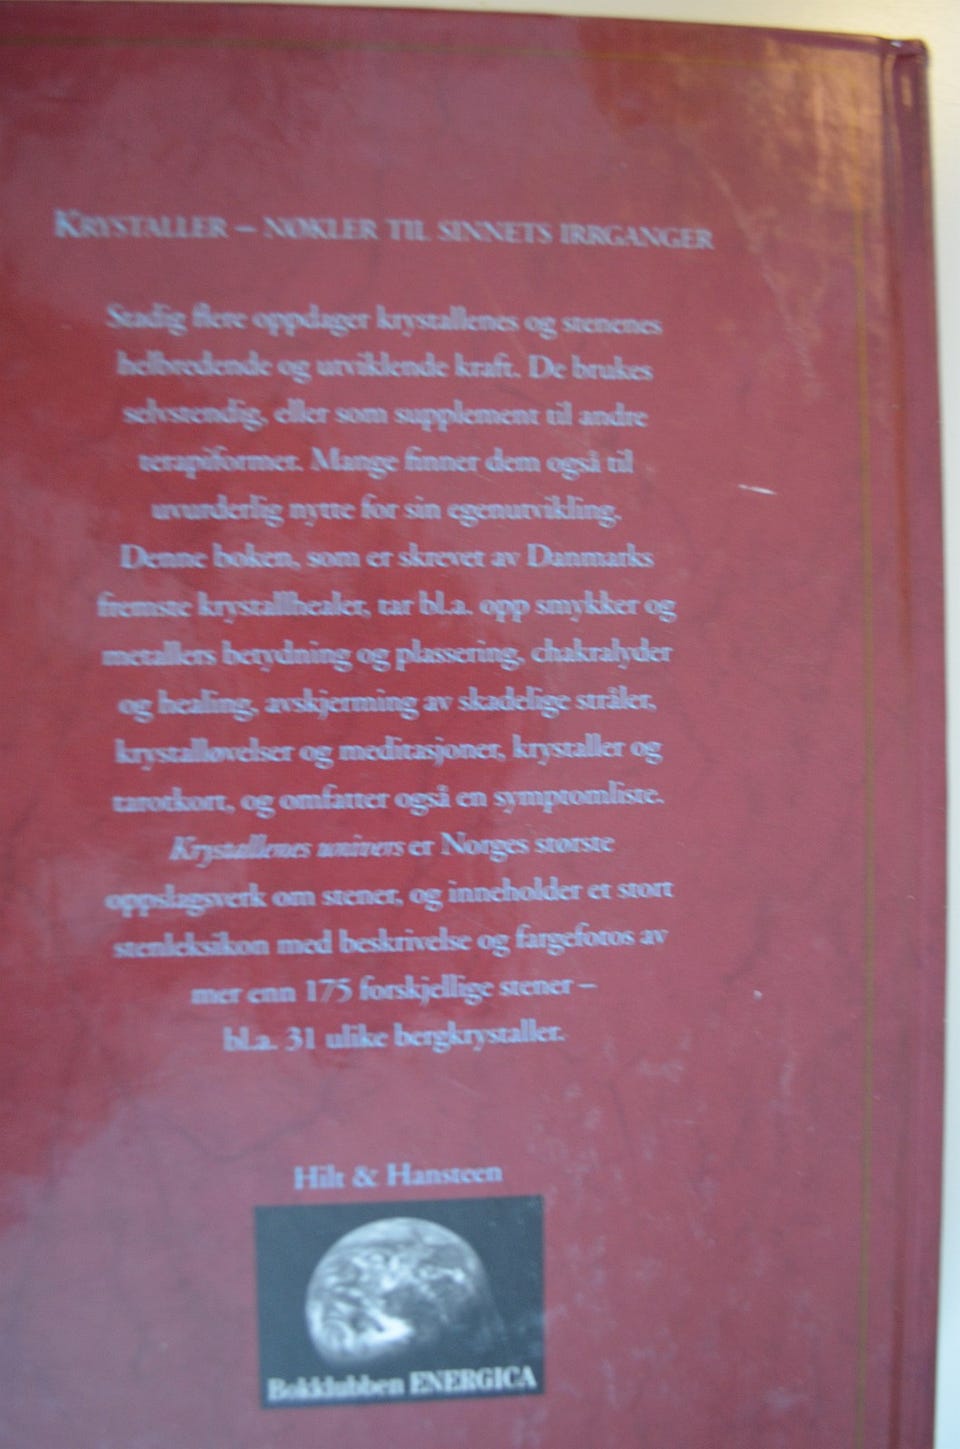 KRYSTALLER – NØKLER TIL SINNETS IRRGANGER
Stadig flere oppdager krystallenes og stenenes
helbredende og utviklende kraft. De brukes
selvstendig, eller som supplement til andre
terapiformer. Mange finner dem også til
uvurderlig nytte for sin egenutvikling.
Denne boken, som er skrevet av Danmarks
fremste krystallhealer, tar bl.a. opp smykker og
metallers betydning og plassering, chakralyder
og healing, avskjerming av skadelige stråler,
krystalløvelser og meditasjoner, krystaller og
tarotkort, og omfatter også en symptomliste.
Krystallenes univers er Norges største
oppslagsverk om stener, og inneholder et stort
stenleksikon med beskrivelse og fargefotos av
mer enn 175 forskjellige stener –
bl.a. 31 ulike bergkrystaller.
Hilt & Hansteen
Bokklubben ENERGICA